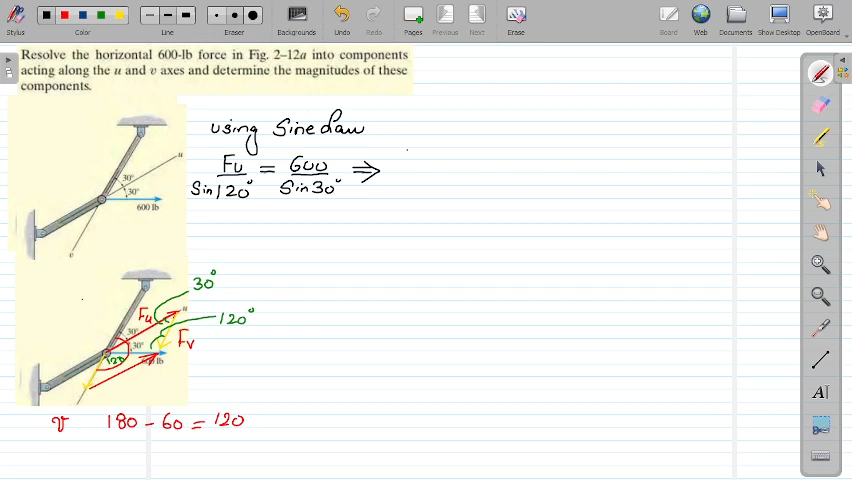 Stylus Colors Line Eraser Backgrounds Undo Redo Pages Previous Next Erase Board Web Documents Show Desktop OpenBoard
Resolve the horizontal 600-lb force in Fig. 2–12a into components
acting along the u and v axes and determine the magnitudes of these
components.
using Sine Law
Fu/Sin120° = 600/Sin30° ⇒
u
30°
30°
600 lb
v
30°
Fu
u
120°
30°
Fv
30°
120
lb
v 180 - 60 = 120